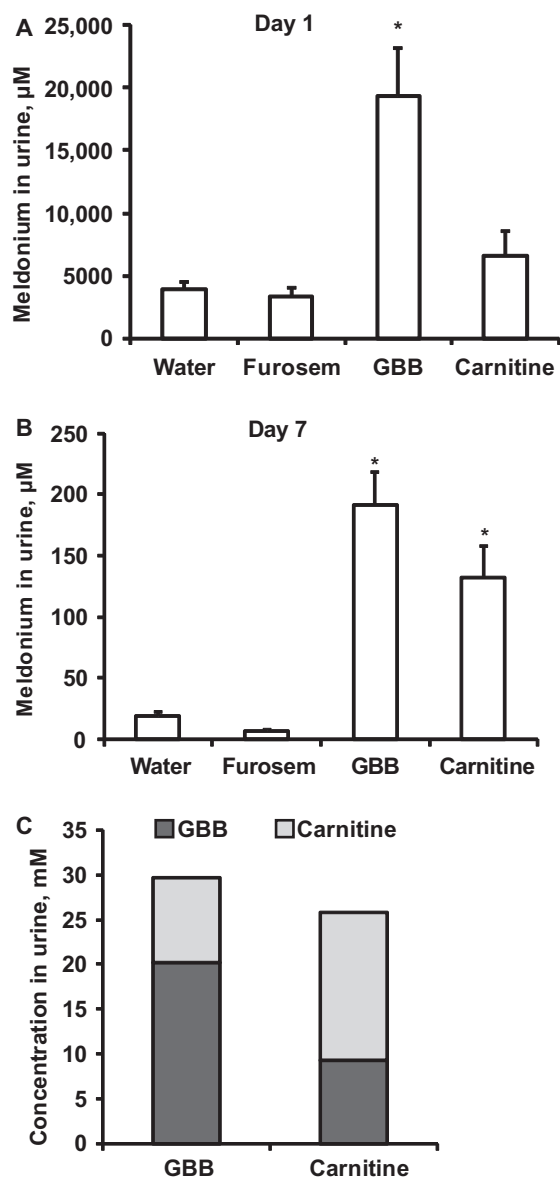 A
Day 1
Meldonium in urine, µM
25,000
20,000
15,000
10,000
5000
0
*
Water Furosem GBB Carnitine
B
Day 7
Meldonium in urine, µM
250
200
150
100
50
0
* *
Water Furosem GBB Carnitine
C
GBB Carnitine
Concentration in urine, mM
35
30
25
20
15
10
5
0
GBB Carnitine